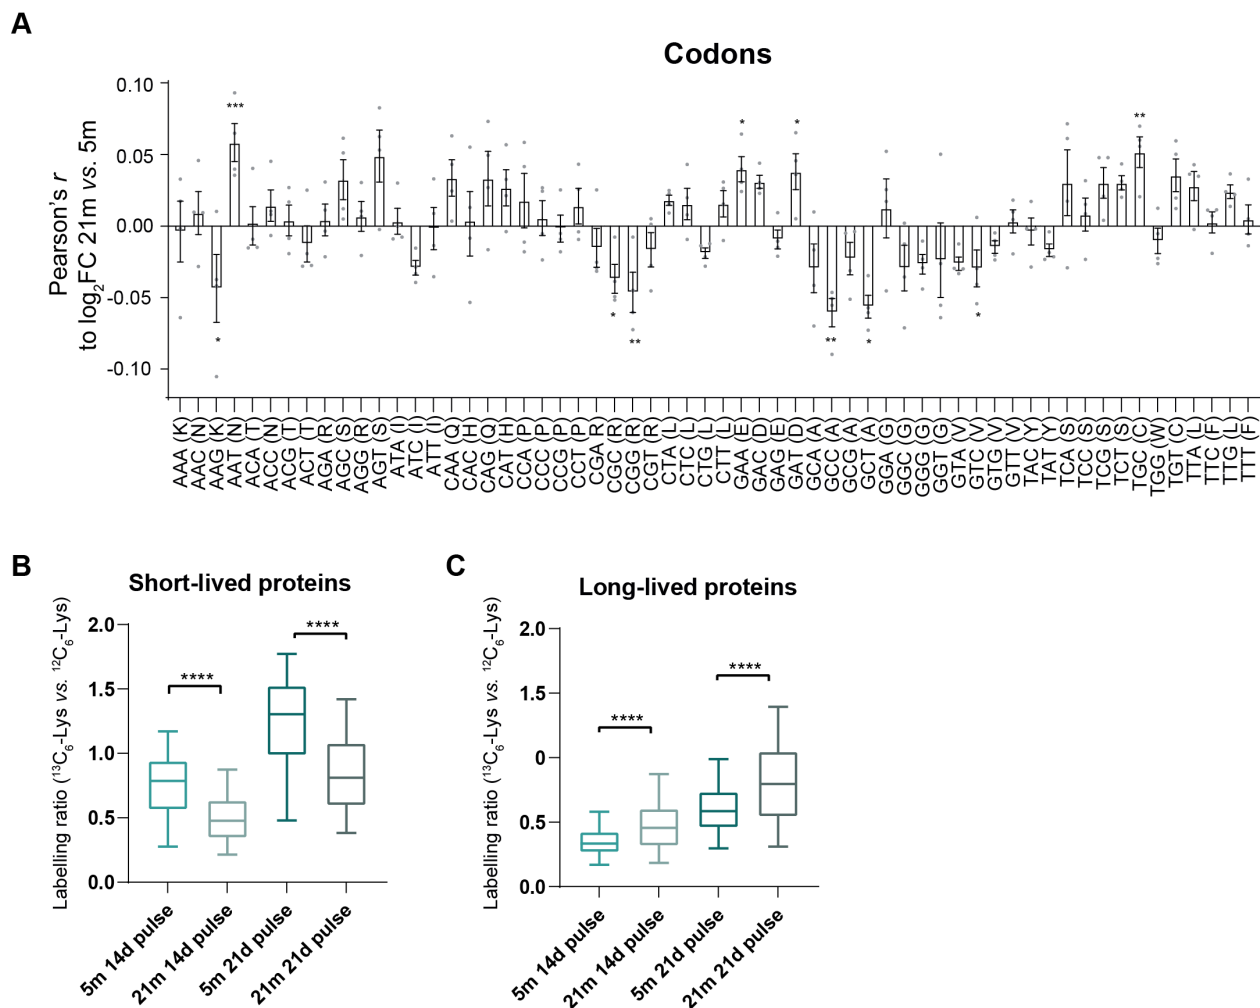 A
Codons
Pearson's r
to log2FC 21m vs. 5m
0.10
0.05
0.00
-0.05
-0.10
*
***
*
**
*
*
**
*
*
**
AAA (K)
AAC (N)
AAG (K)
AAT (N)
ACA (T)
ACC (N)
ACG (T)
ACT (T)
AGA (R)
AGC (S)
AGG (R)
AGT (S)
ATA (I)
ATC (I)
ATT (I)
CAA (Q)
CAC (H)
CAG (Q)
CAT (H)
CCA (P)
CCC (P)
CCG (P)
CCT (P)
CGA R)
CGC (R)
CGG (R)
CGT (R)
CTA (L)
CTC (L)
CTG (L)
CTT (L)
GAA (E)
GAC (D)
GAG (E)
GAT (D)
GCA (A)
GCC (A)
GCG (A)
GCT (A)
GGA (G)
GGC (G)
GGG (G)
GGT (G)
GTA (V)
GTC (V)
GTG (V)
GTT (V)
TAC (Y)
TAT (Y)
TCA (S)
TCC (S)
TCG (S)
TCT (S)
TGC (C)
TGG (W)
TGT (C)
TTA (L)
TTC (F)
TTG (L)
TTT (F)
B
Short-lived proteins
Labelling ratio (13C6-Lys vs. 12C6-Lys)
2.0
1.5
1.0
0.5
0.0
****
****
5m 14d pulse
21m 14d pulse
5m 21d pulse
21m 21d pulse
C
Long-lived proteins
Labelling ratio (13C6-Lys vs. 12C6-Lys)
2.0
1.5
0
0.5
0.0
****
****
5m 14d pulse
21m 14d pulse
5m 21d pulse
21m 21d pulse